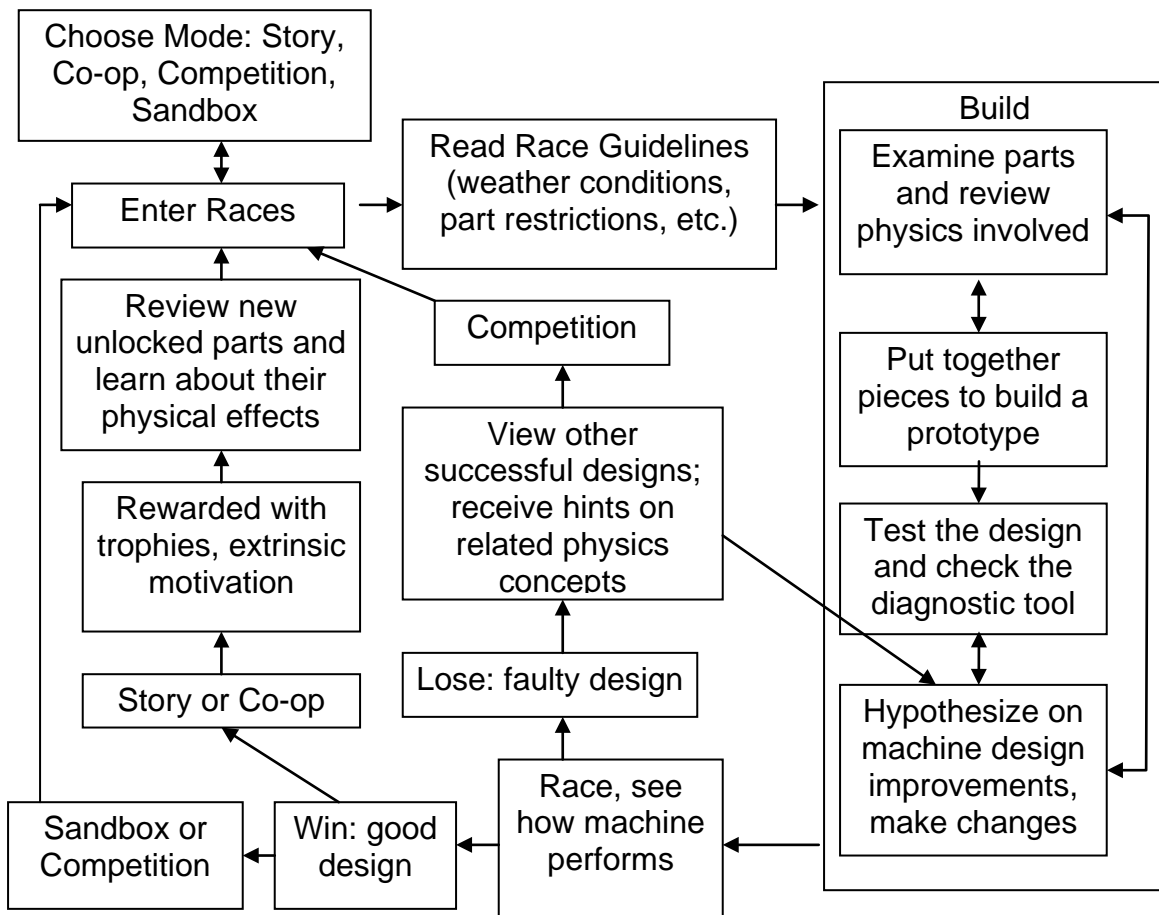 Choose Mode: Story,
Co-op, Competition,
Sandbox
Enter Races
Read Race Guidelines
(weather conditions,
part restrictions, etc.)
Build
Examine parts
and review
physics involved
Put together
pieces to build a
prototype
Test the design
and check the
diagnostic tool
Hypothesize on
machine design
improvements,
make changes
Race, see
how machine
performs
Lose: faulty design
View other
successful designs;
receive hints on
related physics
concepts
Competition
Win: good
design
Story or Co-op
Rewarded with
trophies, extrinsic
motivation
Review new
unlocked parts and
learn about their
physical effects
Sandbox or
Competition